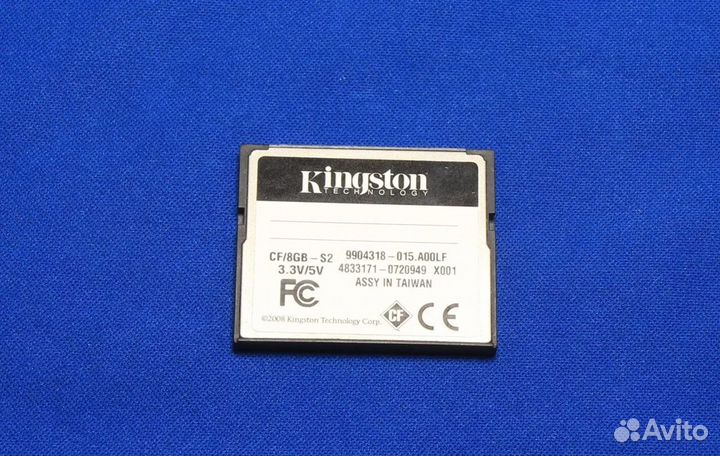 Kingston
TECHNOLOGY
CF/8GB-S2 9904318-015.A00LF
3.3V/5V 4833171-0720949 X001
ASSY IN TAIWAN
FC
CF
CE
©2008 Kingston Technology Corp.
Avito